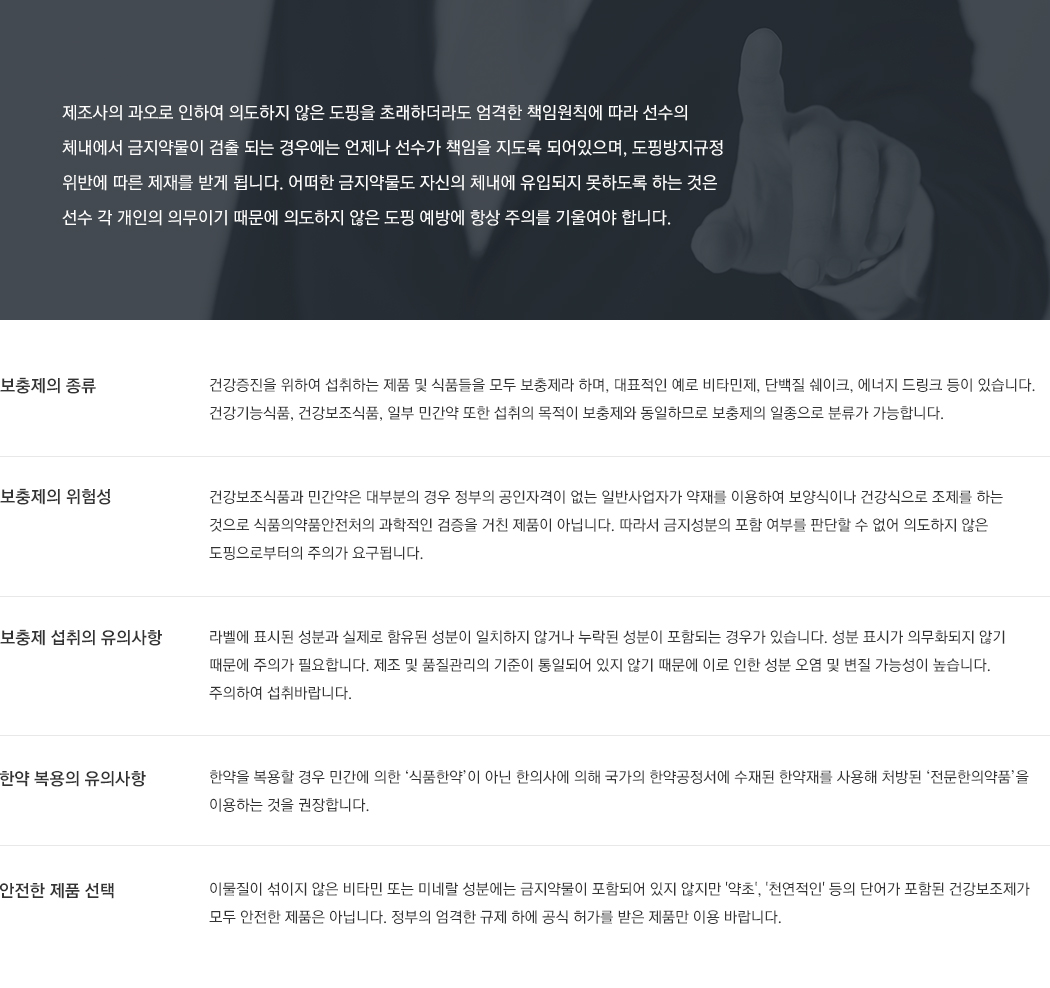 제조사의 과오로 인하여 의도하지 않은 도핑을 초래하더라도 엄격한 책임원칙에 따라 선수의
체내에서 금지약물이 검출 되는 경우에는 언제나 선수가 책임을 지도록 되어있으며, 도핑방지규정
위반에 따른 제재를 받게 됩니다. 어떠한 금지약물도 자신의 체내에 유입되지 못하도록 하는 것은
선수 각 개인의 의무이기 때문에 의도하지 않은 도핑 예방에 항상 주의를 기울여야 합니다.
보충제의 종류
건강증진을 위하여 섭취하는 제품 및 식품들을 모두 보충제라 하며, 대표적인 예로 비타민제, 단백질 쉐이크, 에너지 드링크 등이 있습니다.
건강기능식품, 건강보조식품, 일부 민간약 또한 섭취의 목적이 보충제와 동일하므로 보충제의 일종으로 분류가 가능합니다.
보충제의 위험성
건강보조식품과 민간약은 대부분의 경우 정부의 공인자격이 없는 일반사업자가 약재를 이용하여 보양식이나 건강식으로 조제를 하는
것으로 식품의약품안전처의 과학적인 검증을 거친 제품이 아닙니다. 따라서 금지성분의 포함 여부를 판단할 수 없어 의도하지 않은
도핑으로부터의 주의가 요구됩니다.
보충제 섭취의 유의사항
라벨에 표시된 성분과 실제로 함유된 성분이 일치하지 않거나 누락된 성분이 포함되는 경우가 있습니다. 성분 표시가 의무화되지 않기
때문에 주의가 필요합니다. 제조 및 품질관리의 기준이 통일되어 있지 않기 때문에 이로 인한 성분 오염 및 변질 가능성이 높습니다.
주의하여 섭취바랍니다.
한약 복용의 유의사항
한약을 복용할 경우 민간에 의한 ‘식품한약’이 아닌 한의사에 의해 국가의 한약공정서에 수재된 한약재를 사용해 처방된 ‘전문한의약품’을
이용하는 것을 권장합니다.
안전한 제품 선택
이물질이 섞이지 않은 비타민 또는 미네랄 성분에는 금지약물이 포함되어 있지 않지만 '약초', '천연적인' 등의 단어가 포함된 건강보조제가
모두 안전한 제품은 아닙니다. 정부의 엄격한 규제 하에 공식 허가를 받은 제품만 이용 바랍니다.